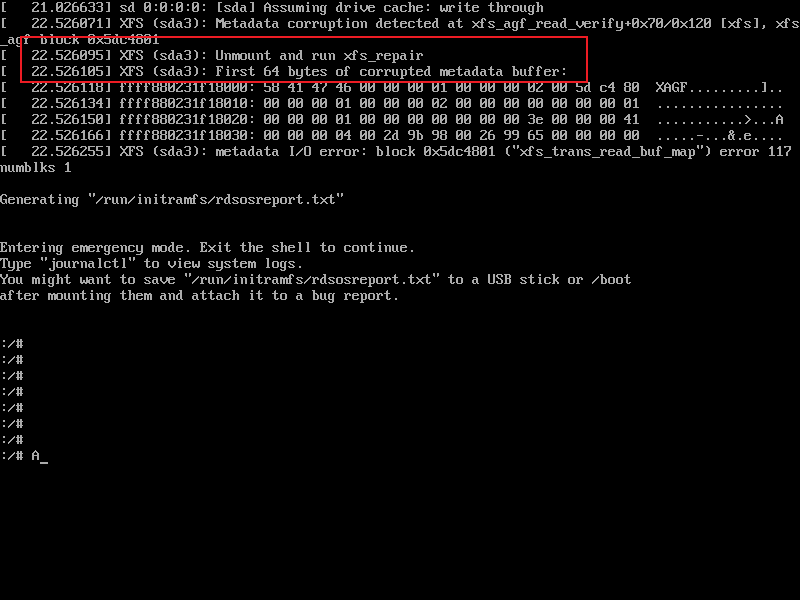 [   21.026633] sd 0:0:0:0: [sda] Assuming drive cache: write through
[   22.526071] XFS (sda3): Metadata corruption detected at xfs_agf_read_verify+0x70/0x120 [xfs], xfs
_agf block 0x5dc4801
[   22.526095] XFS (sda3): Unmount and run xfs_repair
[   22.526105] XFS (sda3): First 64 bytes of corrupted metadata buffer:
[   22.526118] ffff880231f18000: 58 41 47 46 00 00 00 01 00 00 00 02 00 5d c4 80  XAGF.........]..
[   22.526134] ffff880231f18010: 00 00 00 01 00 00 00 02 00 00 00 00 00 00 00 01  ................
[   22.526150] ffff880231f18020: 00 00 00 01 00 00 00 00 00 00 00 3e 00 00 00 41  ...........>...A
[   22.526166] ffff880231f18030: 00 00 00 04 00 2d 9b 98 00 26 99 65 00 00 00 00  .....-...&.e....
[   22.526255] XFS (sda3): metadata I/O error: block 0x5dc4801 ("xfs_trans_read_buf_map") error 117
numblks 1
Generating "/run/initramfs/rdsosreport.txt"
Entering emergency mode. Exit the shell to continue.
Type "journalctl" to view system logs.
You might want to save "/run/initramfs/rdsosreport.txt" to a USB stick or /boot
after mounting them and attach it to a bug report.
:/#
:/#
:/#
:/#
:/#
:/#
:/#
:/# A_